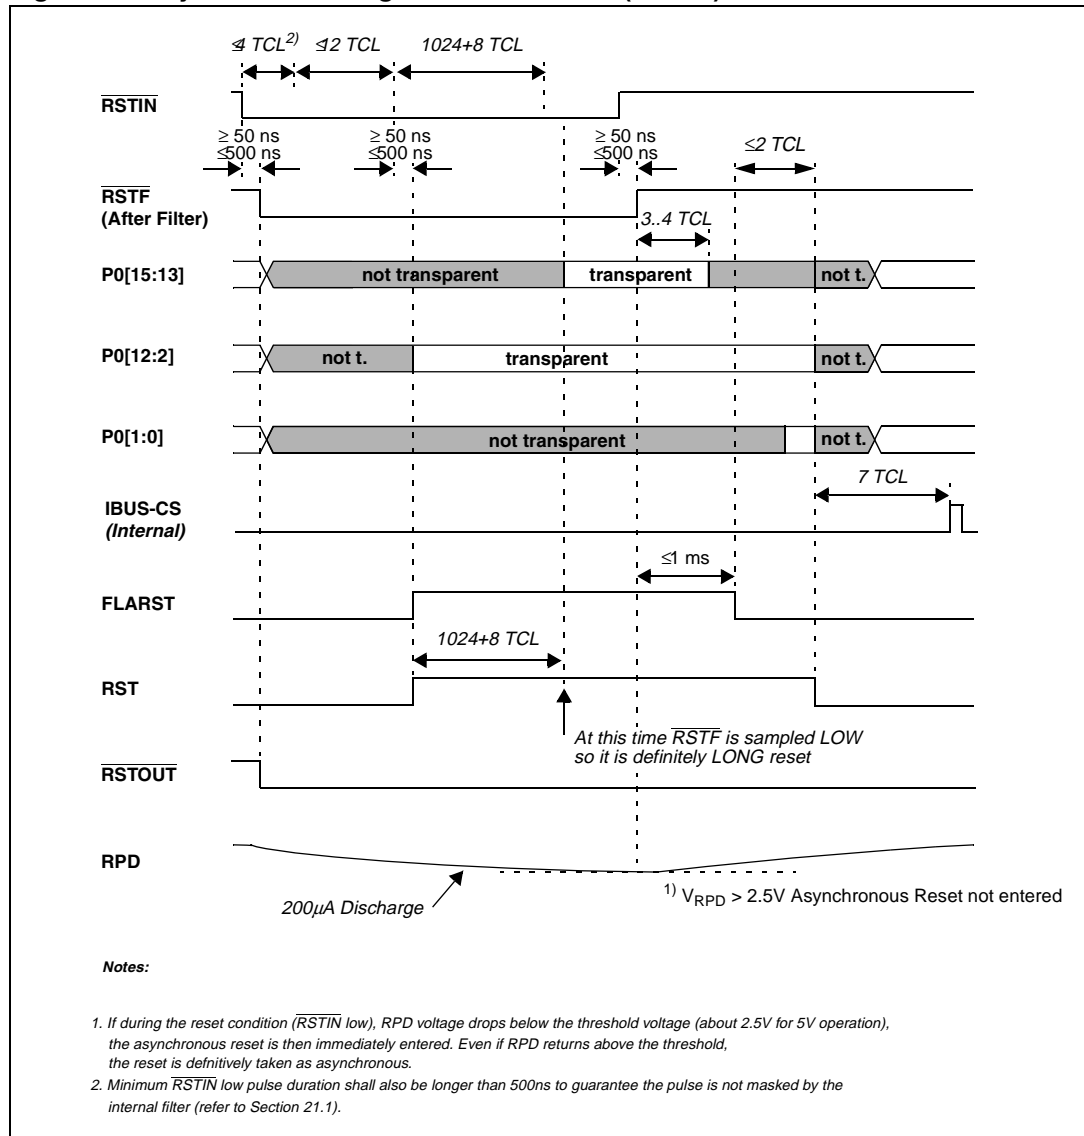 ≤4 TCL2) ≤12 TCL 1024+8 TCL
RSTIN
≥ 50 ns ≥ 50 ns ≥ 50 ns
≤500 ns ≤500 ns ≤500 ns
≤2 TCL
RSTF
(After Filter)
3..4 TCL
P0[15:13] not transparent transparent not t.
P0[12:2] not t. transparent not t.
P0[1:0] not transparent not t.
7 TCL
IBUS-CS
(Internal)
≤1 ms
FLARST
1024+8 TCL
RST
At this time RSTF is sampled LOW
so it is definitely LONG reset
RSTOUT
RPD
200µA Discharge
1) VRPD > 2.5V Asynchronous Reset not entered
Notes:
1. If during the reset condition (RSTIN low), RPD voltage drops below the threshold voltage (about 2.5V for 5V operation),
the asynchronous reset is then immediately entered. Even if RPD returns above the threshold,
the reset is defnitively taken as asynchronous.
2. Minimum RSTIN low pulse duration shall also be longer than 500ns to guarantee the pulse is not masked by the
internal filter (refer to Section 21.1).